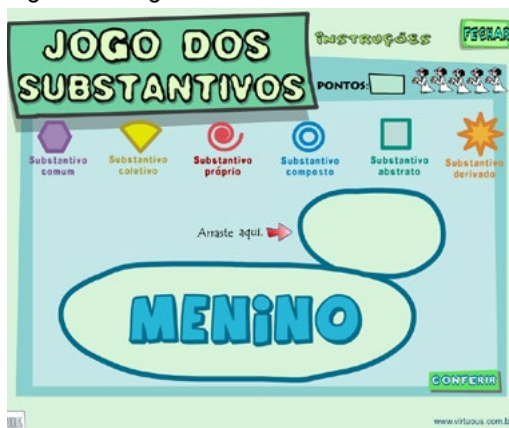 JOGO DOS
SUBSTANTIVOS
INSTRUÇÕES
FECHAR
PONTOS:
Substantivo comum
Substantivo coletivo
Substantivo próprio
Substantivo composto
Substantivo abstrato
Substantivo derivado
Arraste aqui.
MENINO
CONFERIR
www.virtuous.com.b